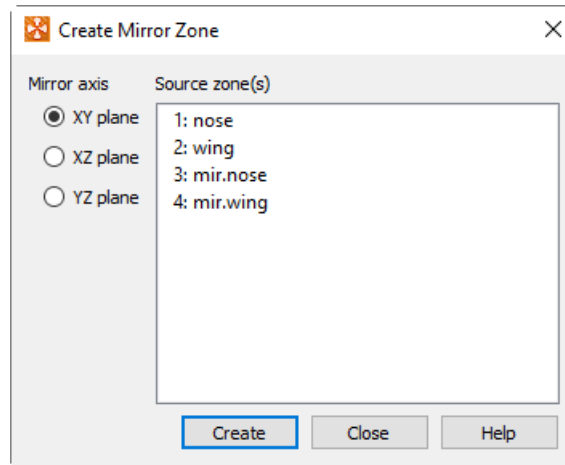 Create Mirror Zone
Mirror axis
Source zone(s)
XY plane
XZ plane
YZ plane
1: nose
2: wing
3: mir.nose
4: mir.wing
Create
Close
Help